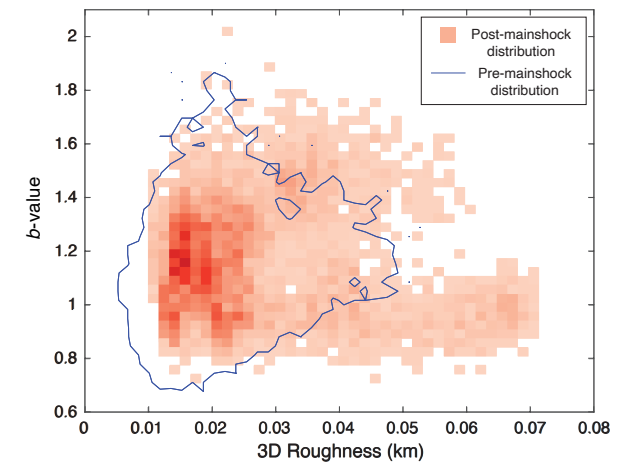 2
1.8
1.6
1.4
1.2
1
0.8
0.6
b-value
0
0.01
0.02
0.03
0.04
0.05
0.06
0.07
0.08
3D Roughness (km)
Post-mainshock
distribution
Pre-mainshock
distribution